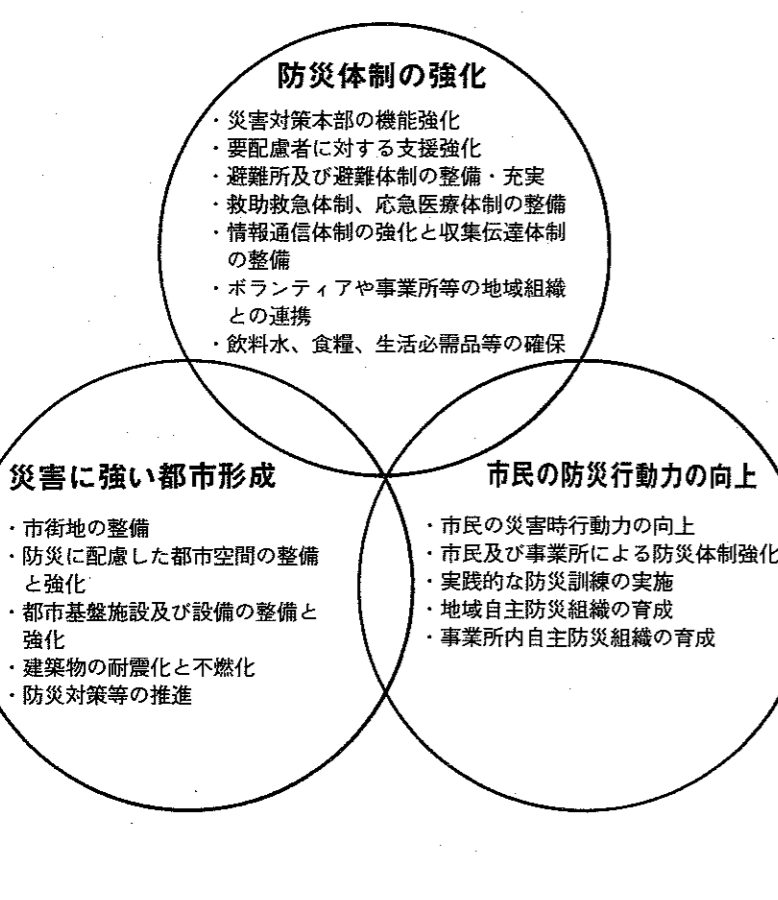 防災体制の強化
・災害対策本部の機能強化
・要配慮者に対する支援強化
・避難所及び避難体制の整備・充実
・救助救急体制、応急医療体制の整備
・情報通信体制の強化と収集伝達体制
の整備
・ボランティアや事業所等の地域組織
との連携
・飲料水、食糧、生活必需品等の確保
災害に強い都市形成
・市街地の整備
・防災に配慮した都市空間の整備
と強化
・都市基盤施設及び設備の整備と
強化
・建築物の耐震化と不燃化
・防災対策等の推進
市民の防災行動力の向上
・市民の災害時行動力の向上
・市民及び事業所による防災体制強化
・実践的な防災訓練の実施
・地域自主防災組織の育成
・事業所内自主防災組織の育成